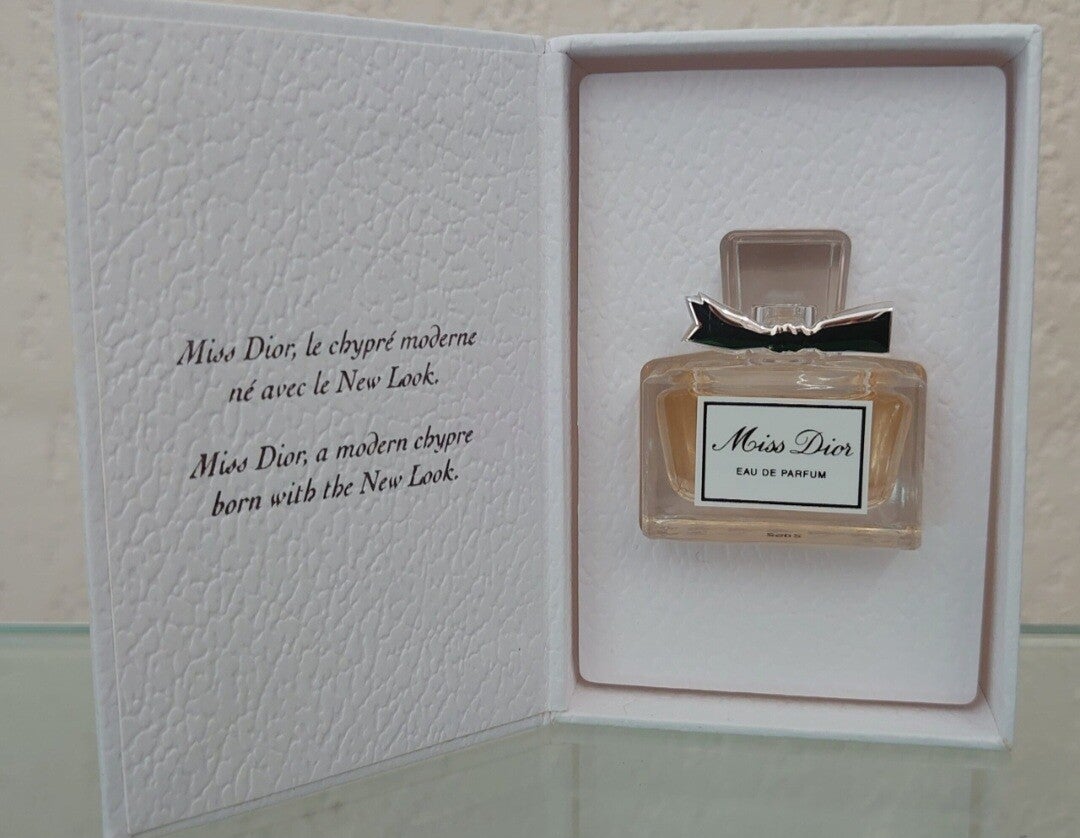 Miss Dior, le chypré moderne
né avec le New Look.
Miss Dior, a modern chypre
born with the New Look.
Miss Dior
EAU DE PARFUM